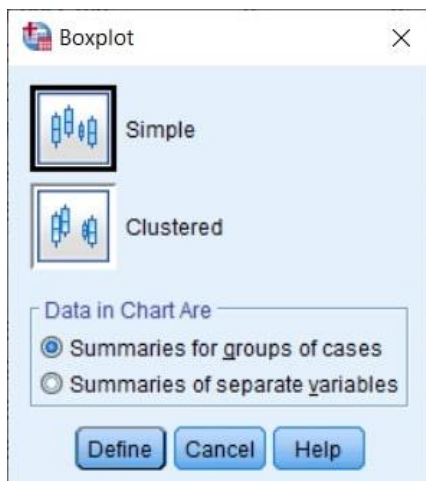 Boxplot
Simple
Clustered
Data in Chart Are
Summaries for groups of cases
Summaries of separate variables
Define Cancel Help